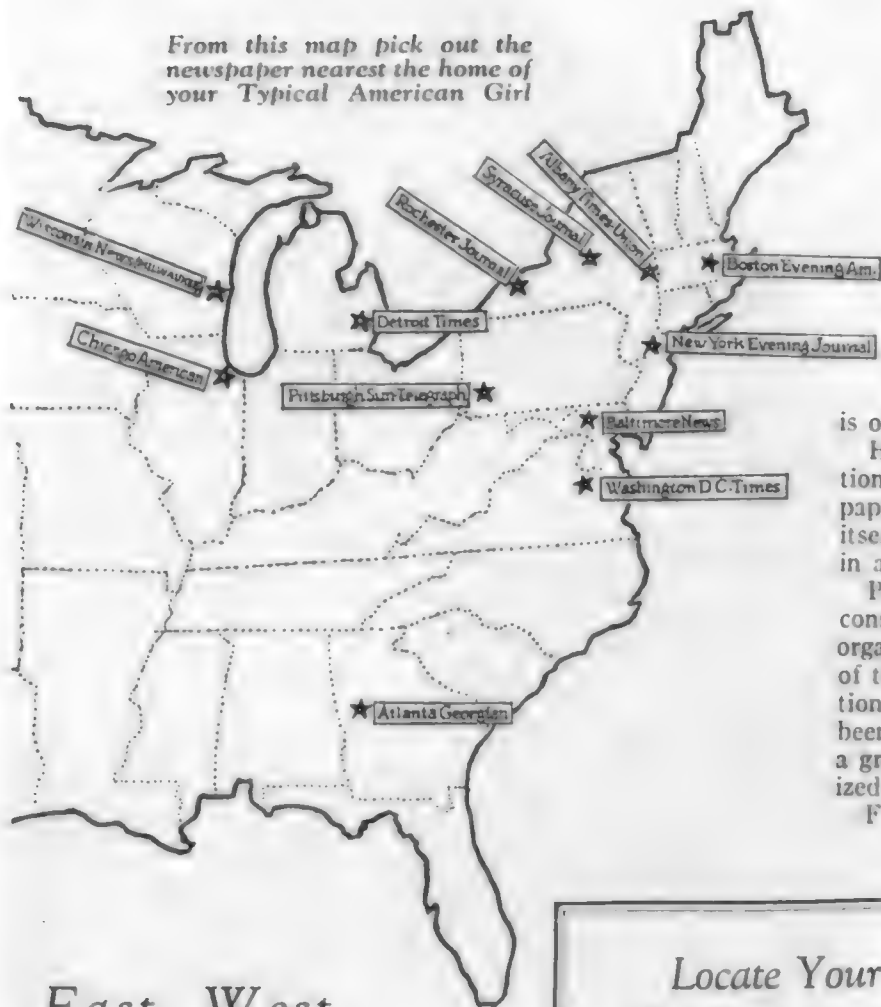 From this map pick out the
newspaper nearest the home of
your Typical American Girl
Wisconsin News, Milwaukee
Chicago American
Rochester Journal
Syracuse Journal
Albany Times-Union
Boston Evening Am.
Detroit Times
New York Evening Journal
Pittsburgh Sun-Telegraph
Baltimore News
Washington D.C. Times
Atlanta Georgian
is o
H
tion
pap
itse
in a
P
con
orga
of t
tion
been
a gr
ized
F
East West
Locate Your